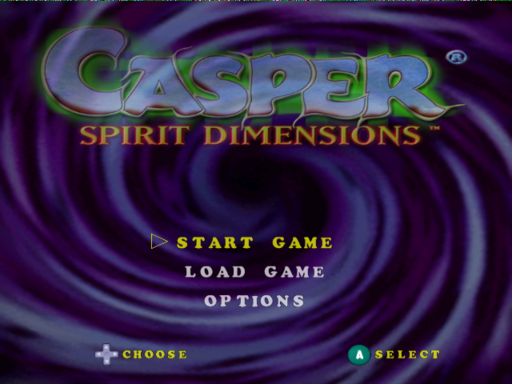 CASPER®
SPIRIT DIMENSIONS™
START GAME
LOAD GAME
OPTIONS
CHOOSE A SELECT